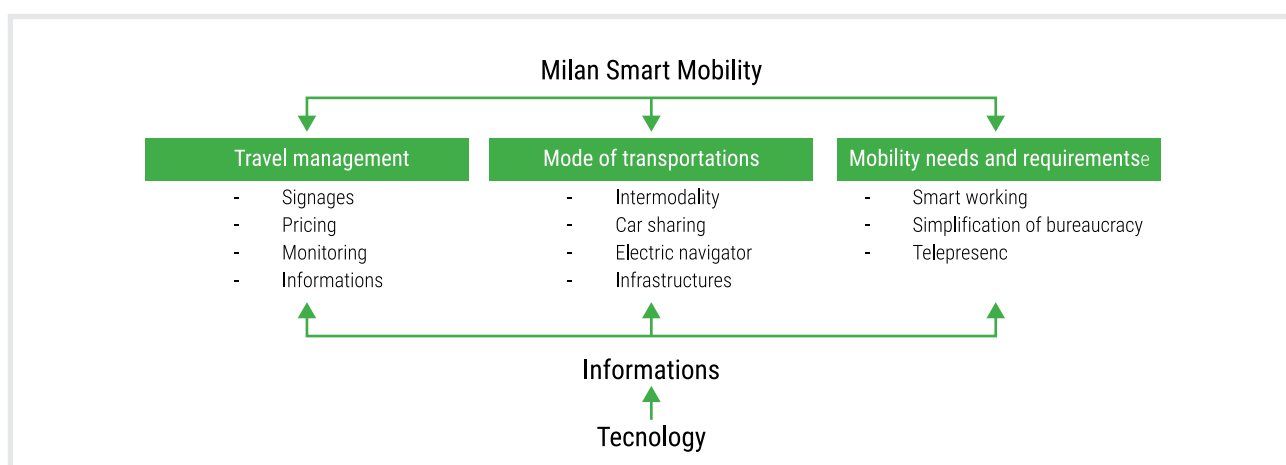 Milan Smart Mobility
Travel management
- Signages
- Pricing
- Monitoring
- Informations
Mode of transportations
- Intermodality
- Car sharing
- Electric navigator
- Infrastructures
Mobility needs and requirementse
- Smart working
- Simplification of bureaucracy
- Telepresenc
Informations
Tecnology